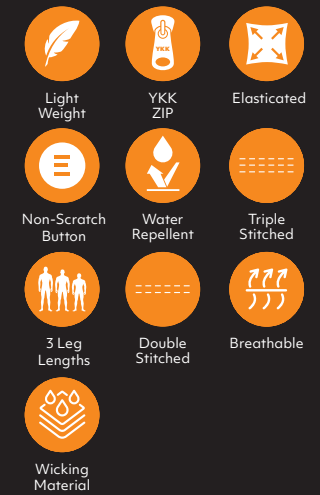 YKK
Light
Weight
YKK
ZIP
Elasticated
Non-Scratch
Button
Water
Repellent
Triple
Stitched
3 Leg
Lengths
Double
Stitched
Breathable
Wicking
Material